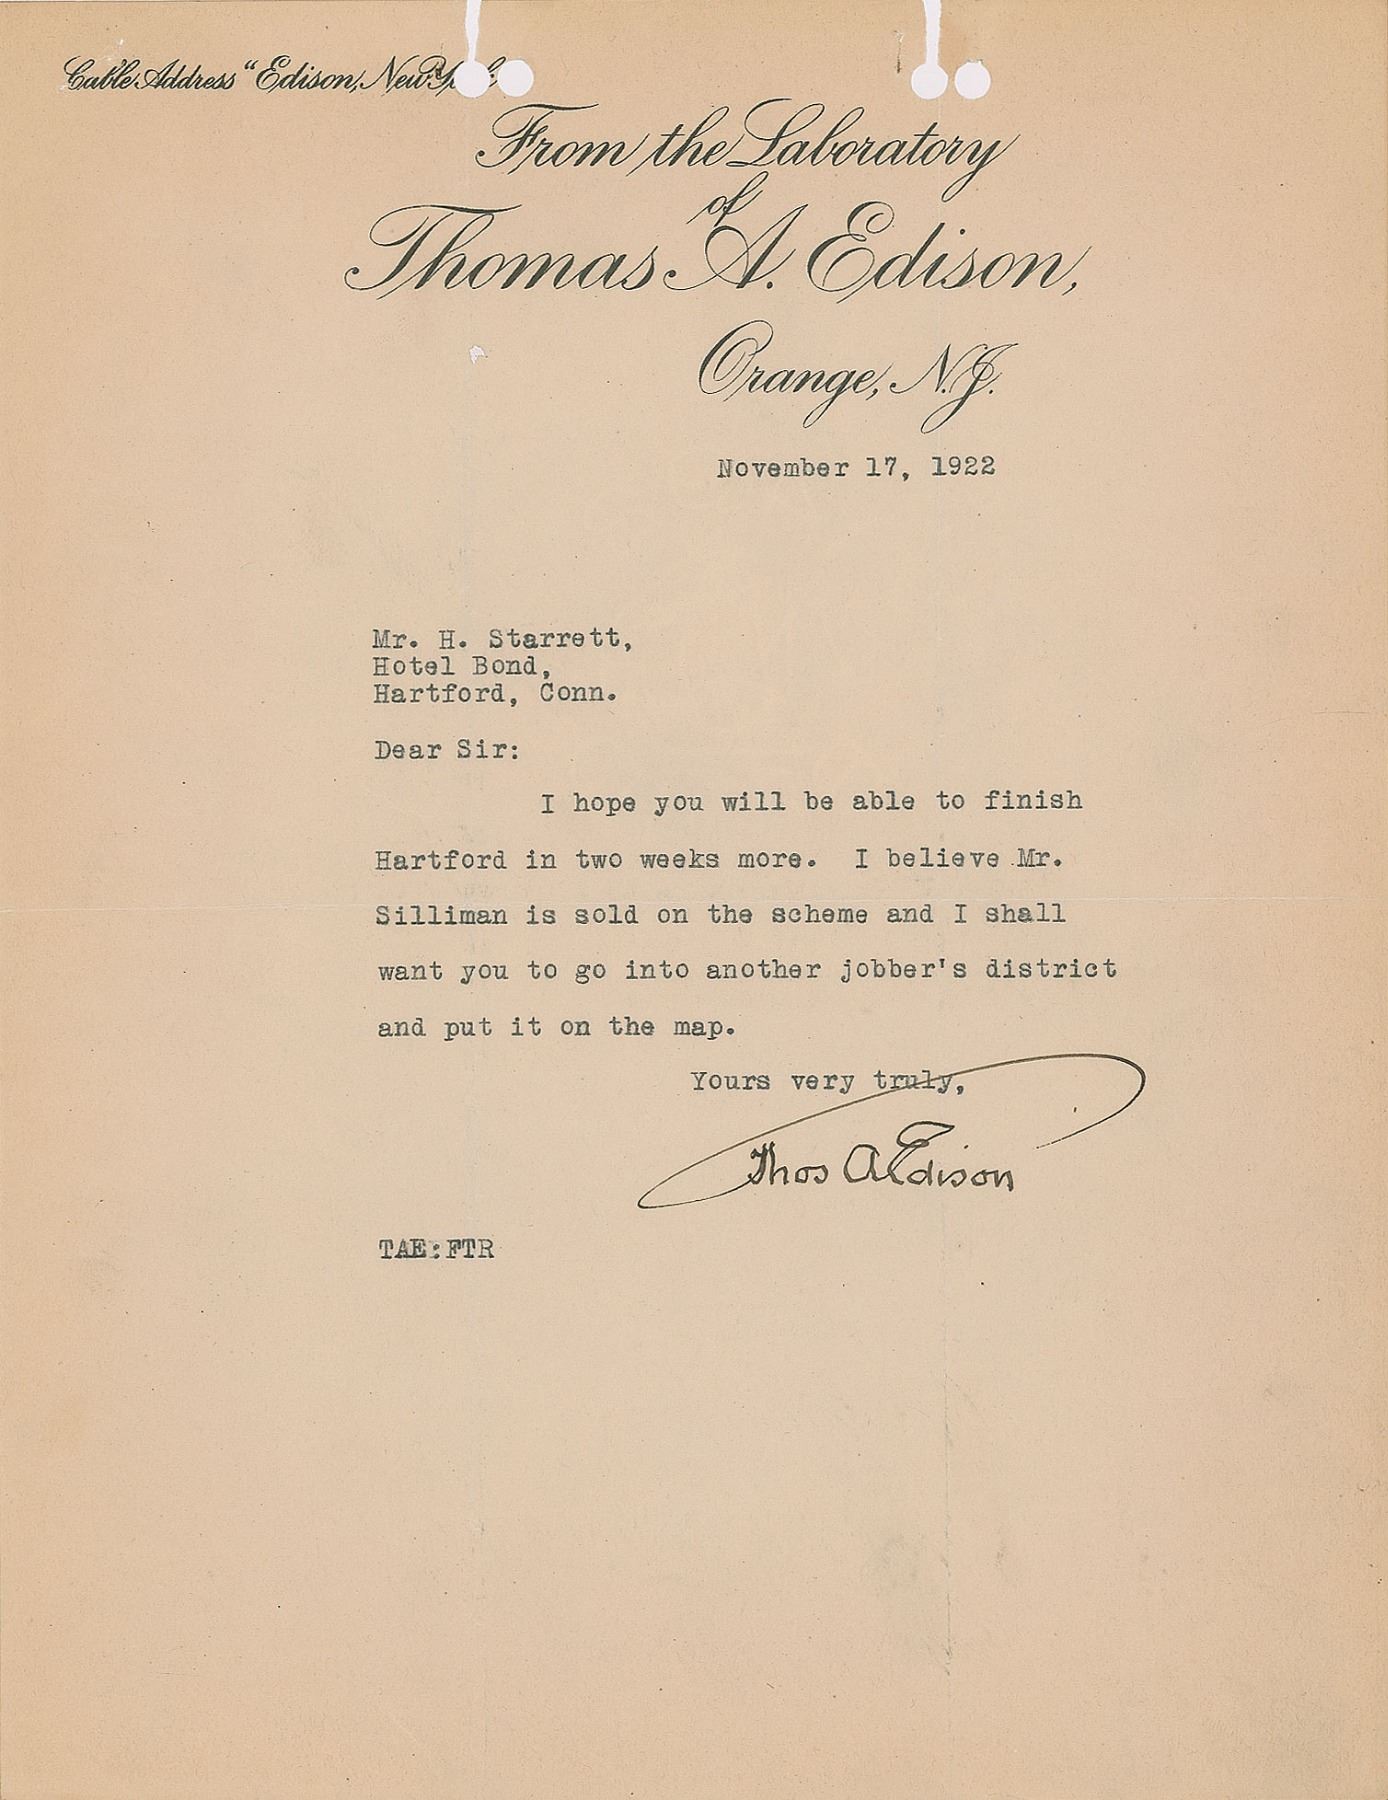 Cable Address "Edison, New York"
From the Laboratory
of
Thomas A. Edison,
Orange, N.J.
November 17, 1922
Mr. H. Starrett,
Hotel Bond,
Hartford, Conn.
Dear Sir:
I hope you will be able to finish
Hartford in two weeks more. I believe Mr.
Silliman is sold on the scheme and I shall
want you to go into another jobber's district
and put it on the map.
Yours very truly,
Thos A Edison
TAE:FTR